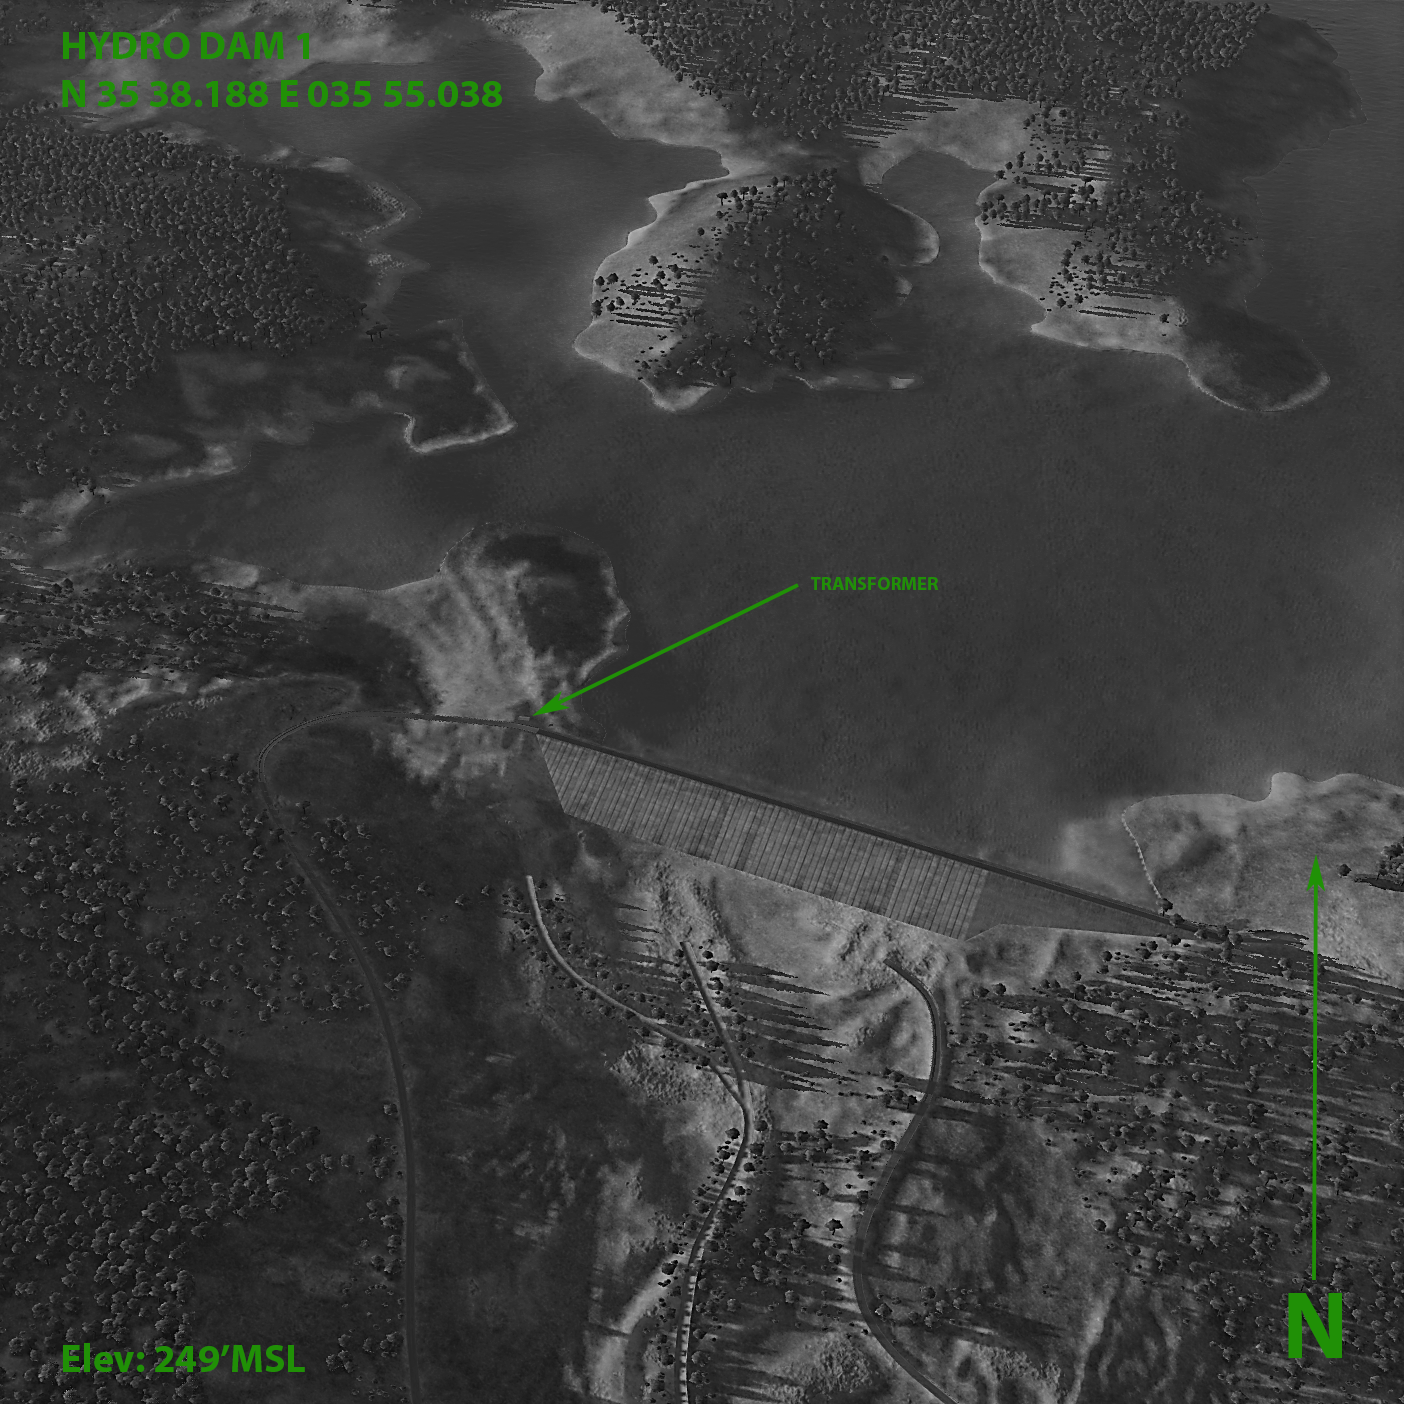 HYDRO DAM 1
N 35 38.188 E 035 55.038
TRANSFORMER
N
Elev: 249’MSL